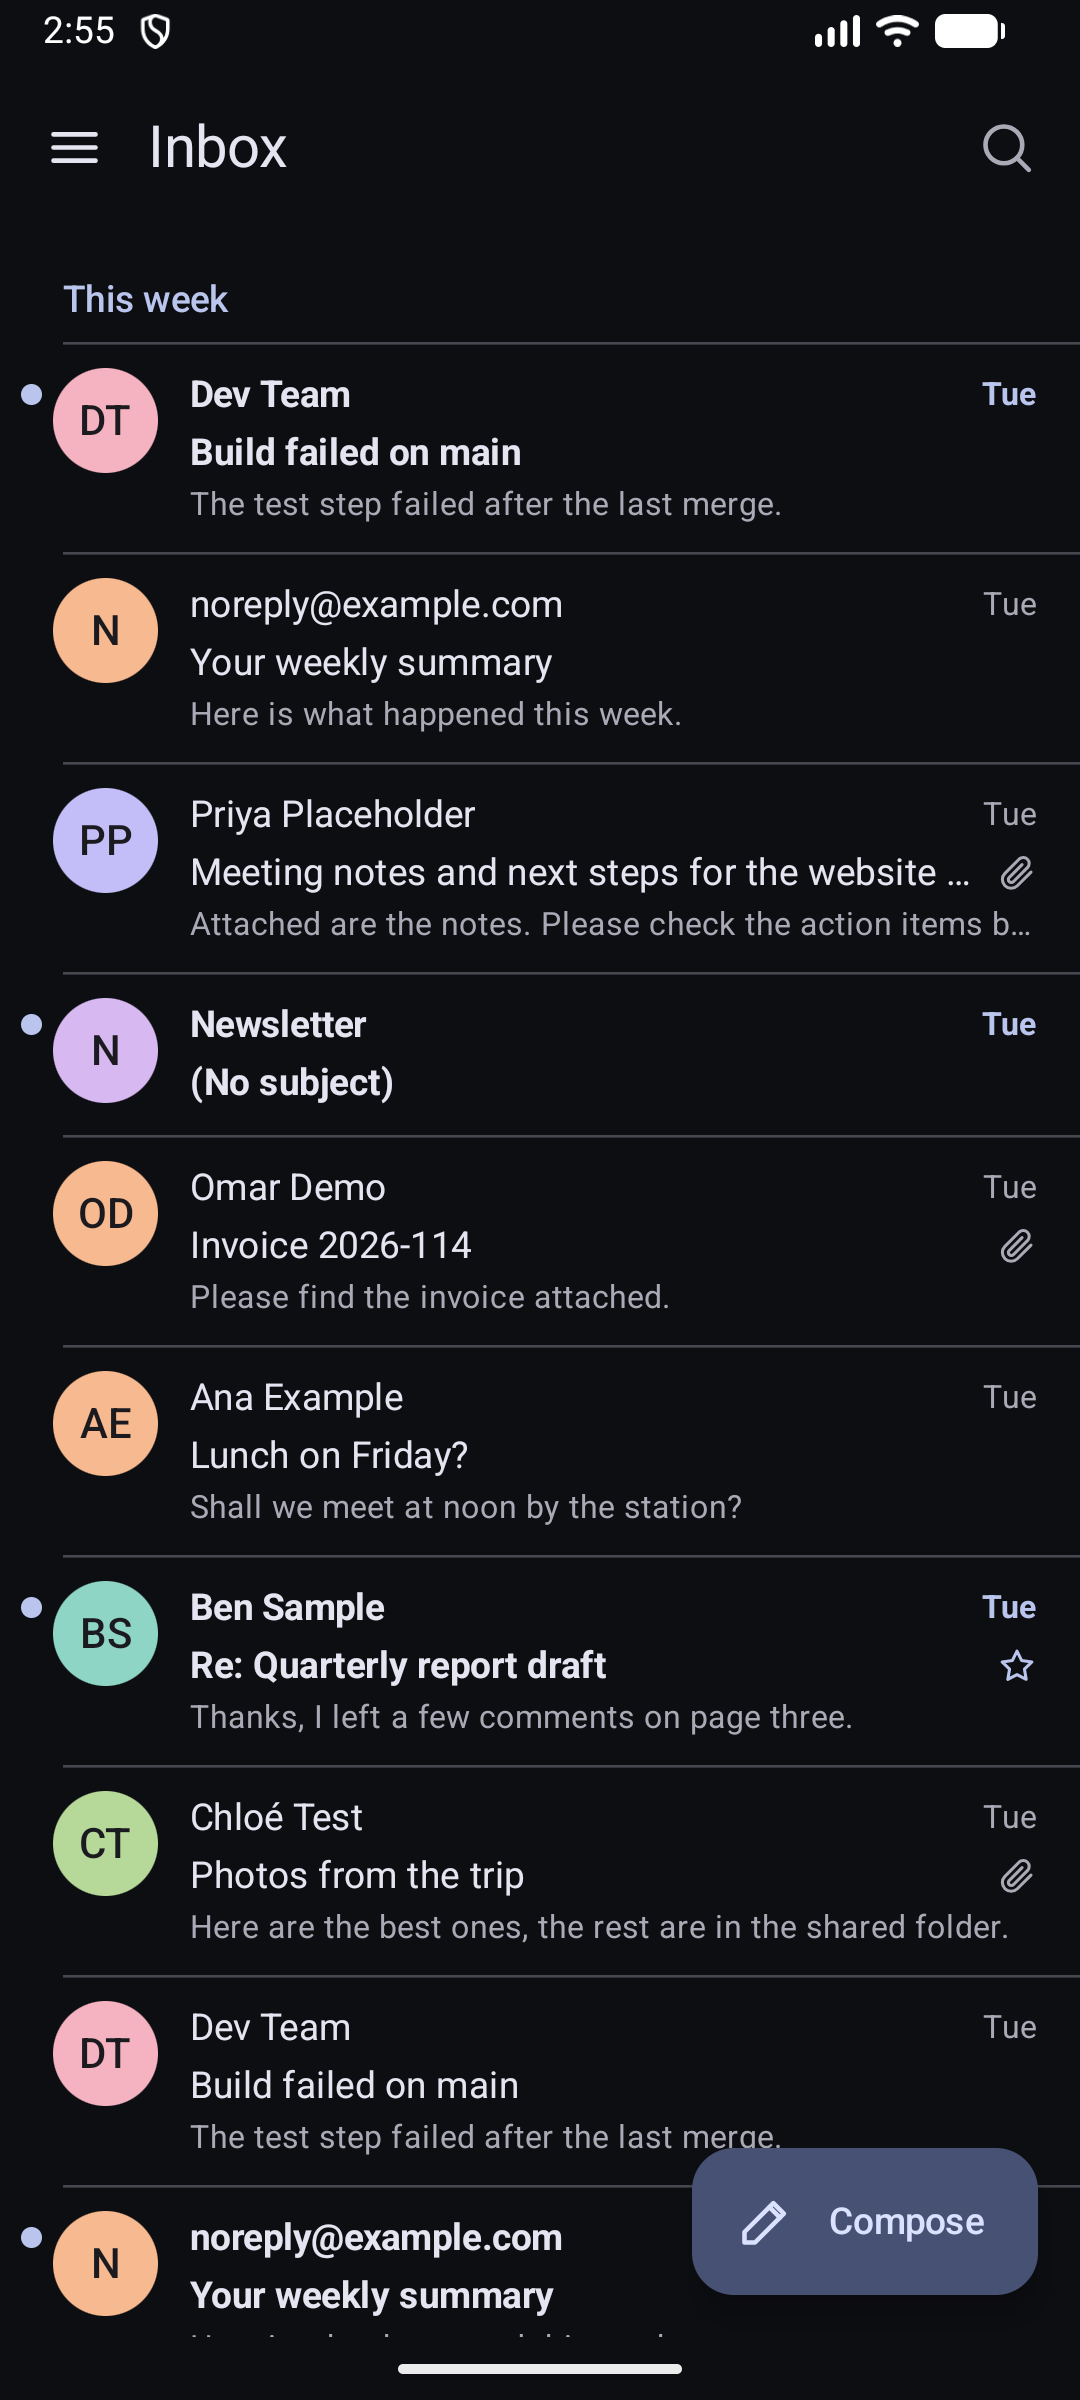 2:55
Inbox
This week
DT
Dev Team
Tue
Build failed on main
The test step failed after the last merge.
N
noreply@example.com
Tue
Your weekly summary
Here is what happened this week.
PP
Priya Placeholder
Tue
Meeting notes and next steps for the website …
Attached are the notes. Please check the action items b…
N
Newsletter
Tue
(No subject)
OD
Omar Demo
Tue
Invoice 2026-114
Please find the invoice attached.
AE
Ana Example
Tue
Lunch on Friday?
Shall we meet at noon by the station?
BS
Ben Sample
Tue
Re: Quarterly report draft
Thanks, I left a few comments on page three.
CT
Chloé Test
Tue
Photos from the trip
Here are the best ones, the rest are in the shared folder.
DT
Dev Team
Tue
Build failed on main
The test step failed after the last merge.
N
noreply@example.com
Your weekly summary
Compose